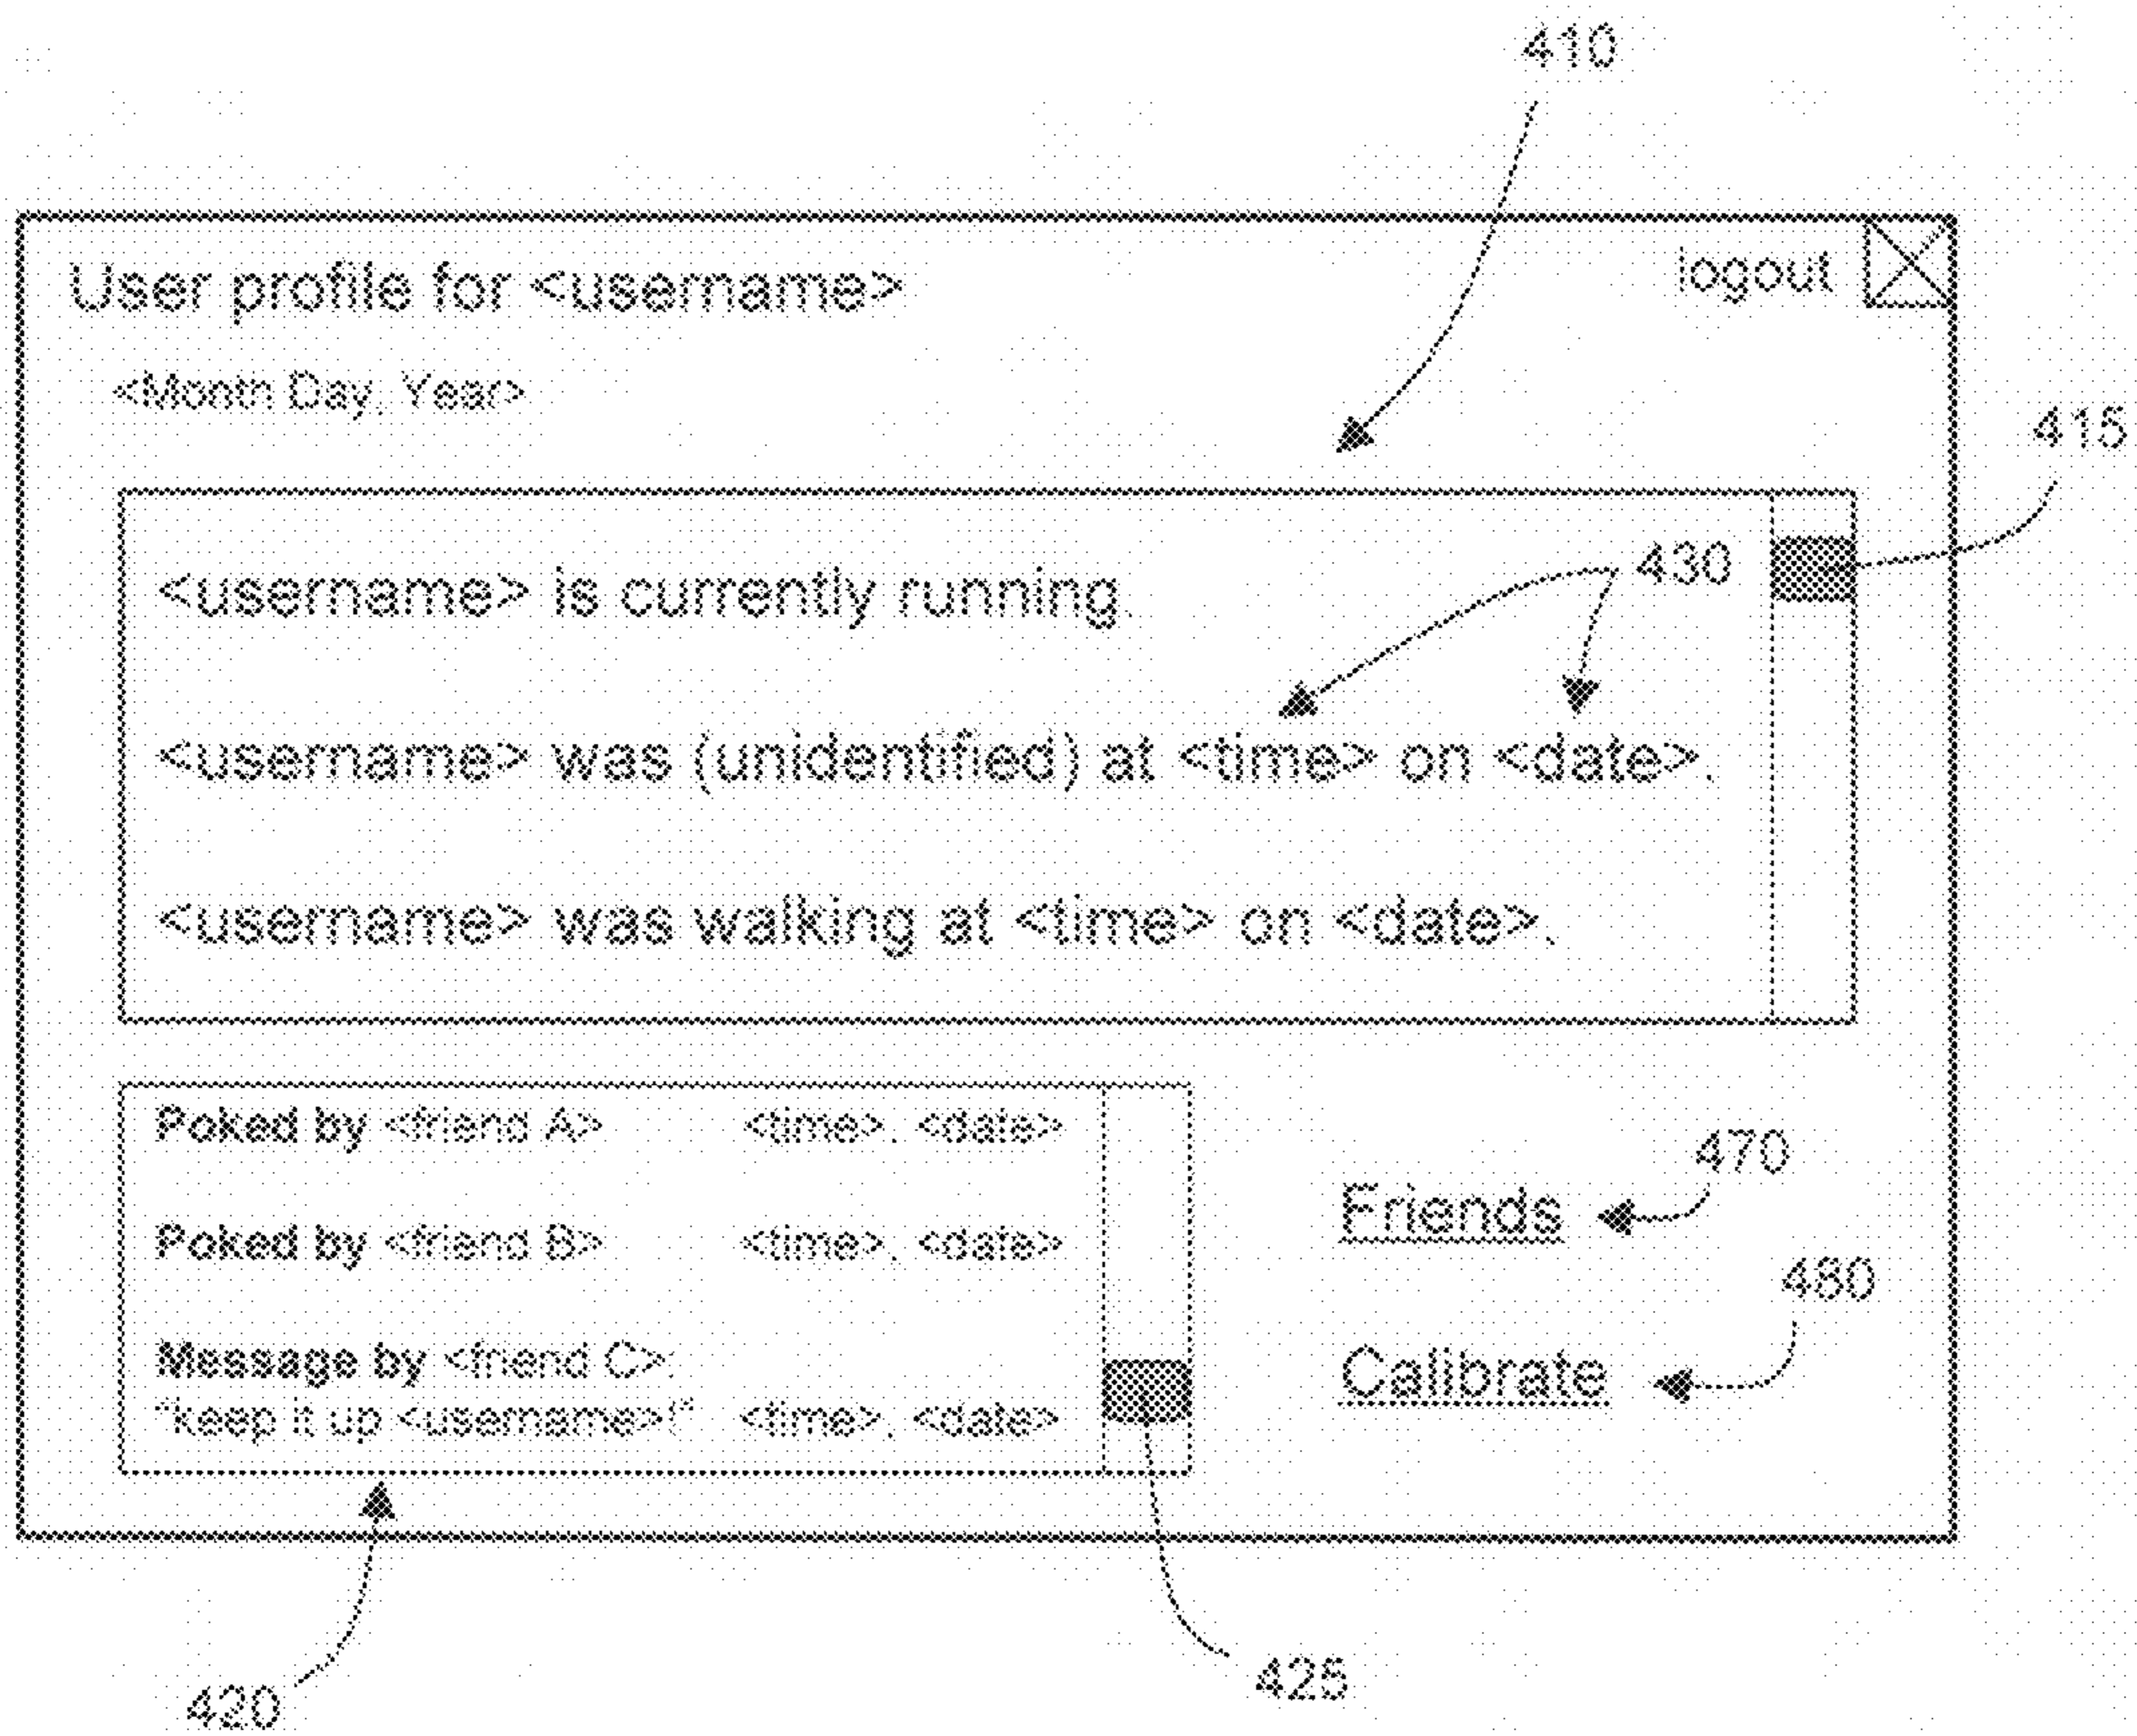 410
User profile for <username>
logout
<Month Day, Year>
415
<username> is currently running.
430
<username> was (unidentified) at <time> on <date>.
<username> was walking at <time> on <date>.
Poked by <friend A> <time>, <date>
Poked by <friend B> <time>, <date>
Message by <friend C>:
"keep it up <username>!" <time>, <date>
470
Friends
480
Calibrate
420
425